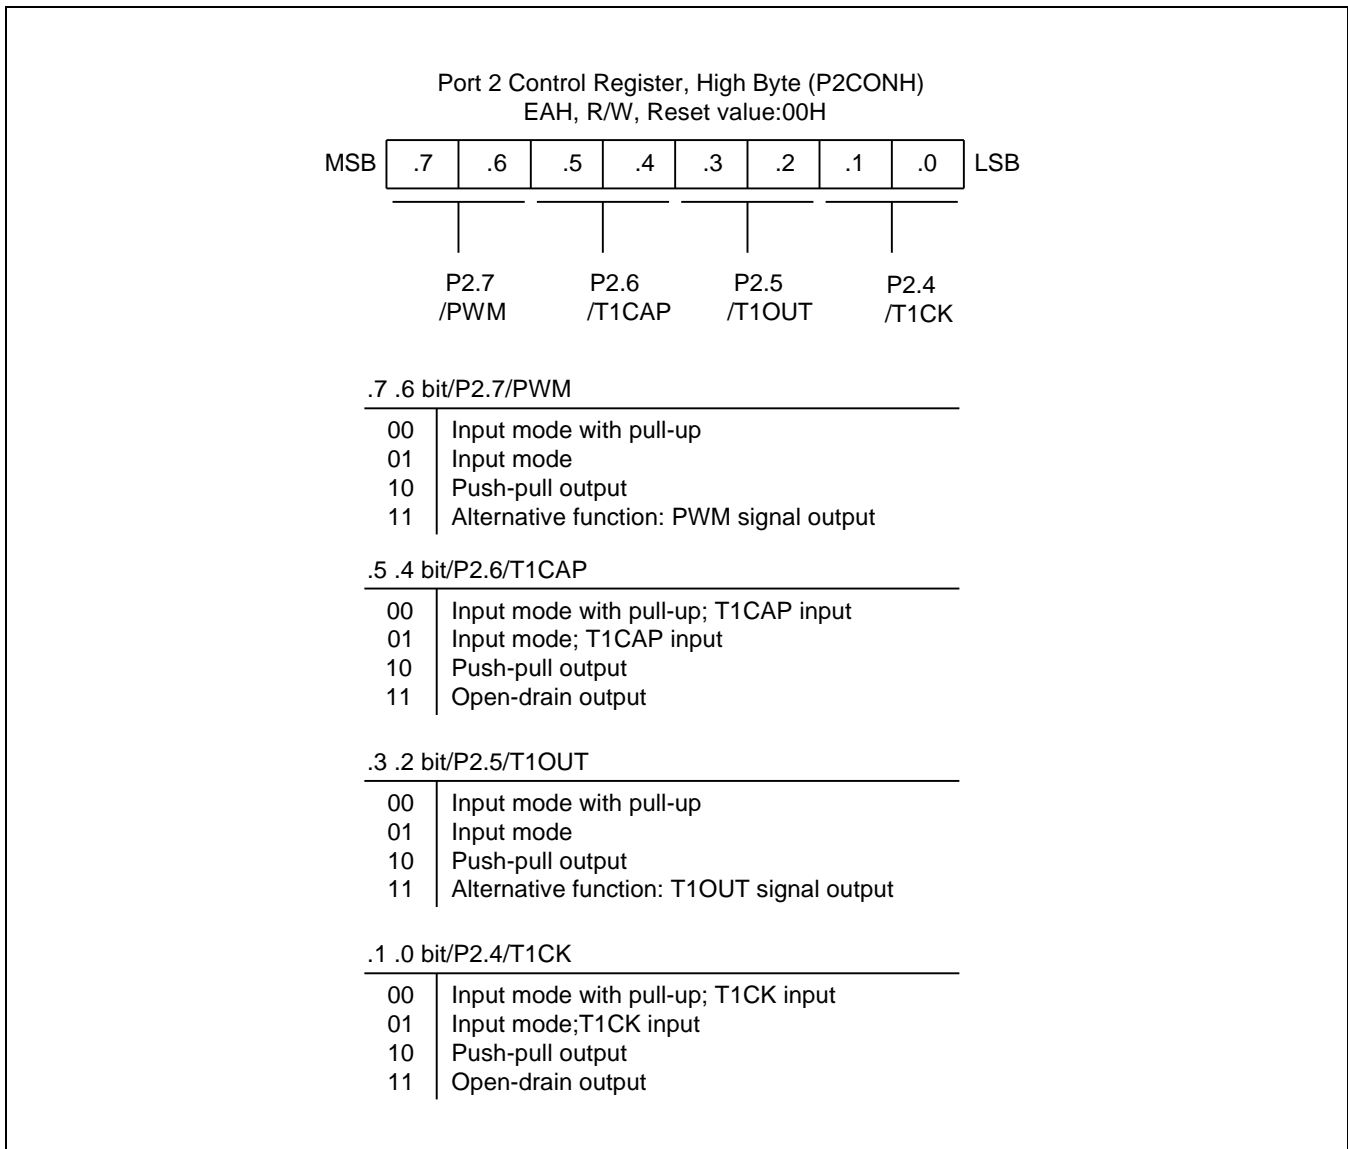 Port 2 Control Register, High Byte (P2CONH)
EAH, R/W, Reset value:00H
MSB .7 .6 .5 .4 .3 .2 .1 .0 LSB
P2.7 P2.6 P2.5 P2.4
/PWM /T1CAP /T1OUT /T1CK
.7 .6 bit/P2.7/PWM
00 Input mode with pull-up
01 Input mode
10 Push-pull output
11 Alternative function: PWM signal output
.5 .4 bit/P2.6/T1CAP
00 Input mode with pull-up; T1CAP input
01 Input mode; T1CAP input
10 Push-pull output
11 Open-drain output
.3 .2 bit/P2.5/T1OUT
00 Input mode with pull-up
01 Input mode
10 Push-pull output
11 Alternative function: T1OUT signal output
.1 .0 bit/P2.4/T1CK
00 Input mode with pull-up; T1CK input
01 Input mode;T1CK input
10 Push-pull output
11 Open-drain output